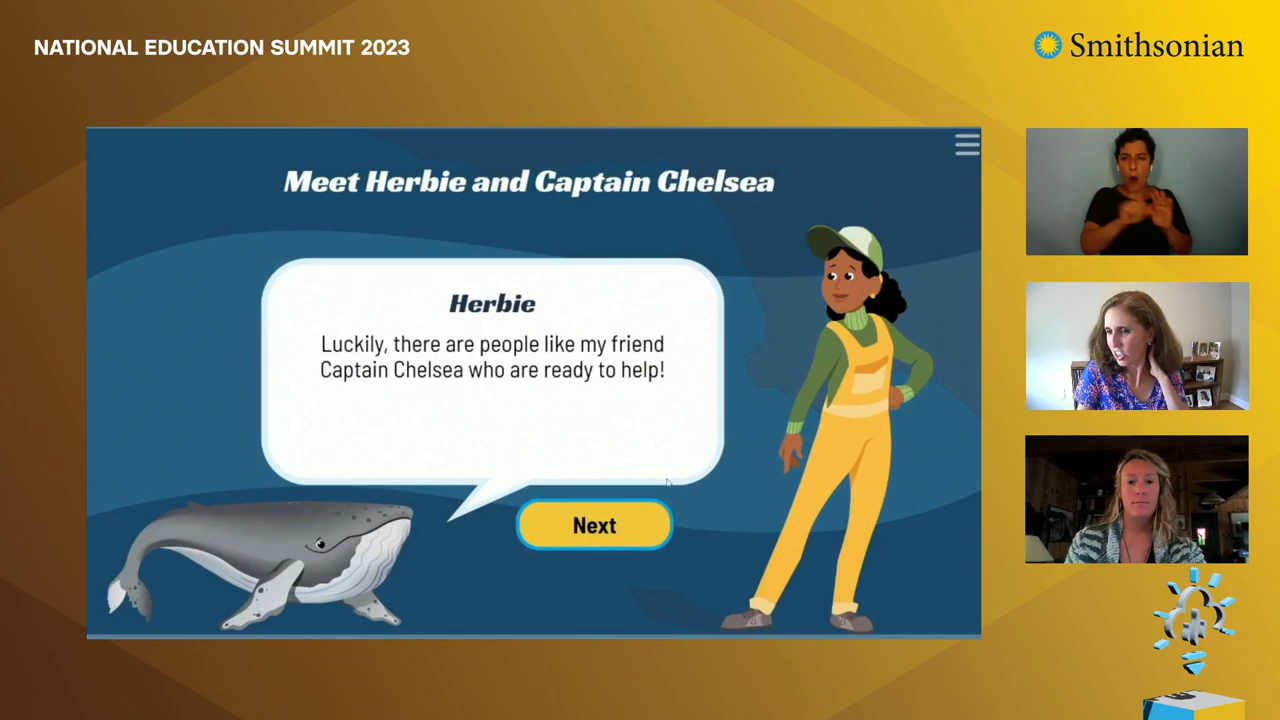 NATIONAL EDUCATION SUMMIT 2023
Smithsonian
Meet Herbie and Captain Chelsea
Herbie
Luckily, there are people like my friend
Captain Chelsea who are ready to help!
Next